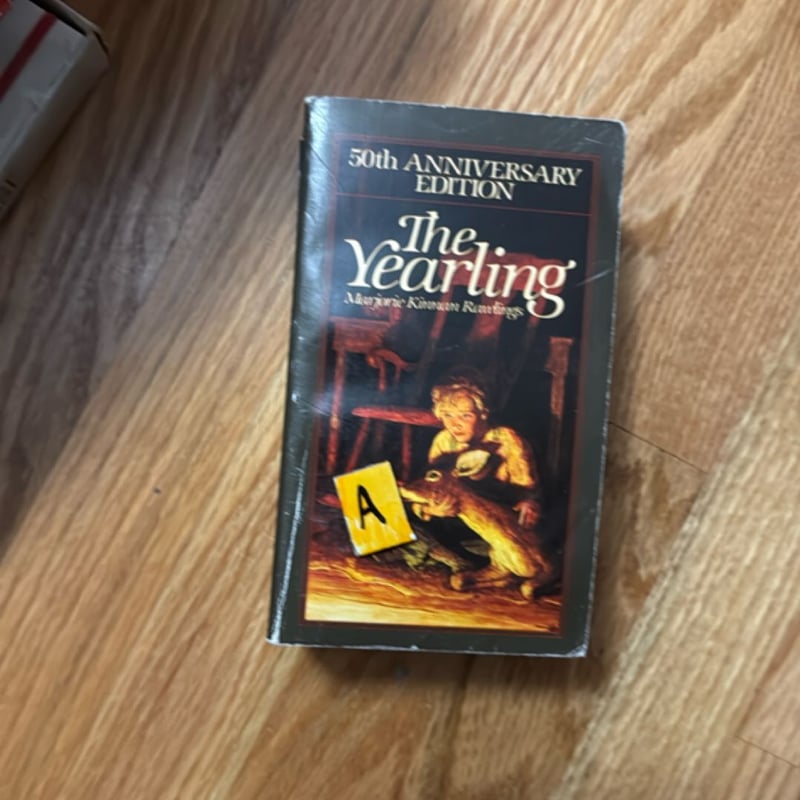 50th ANNIVERSARY
EDITION
The
Yearling
Marjorie Kinnan Rawlings
A